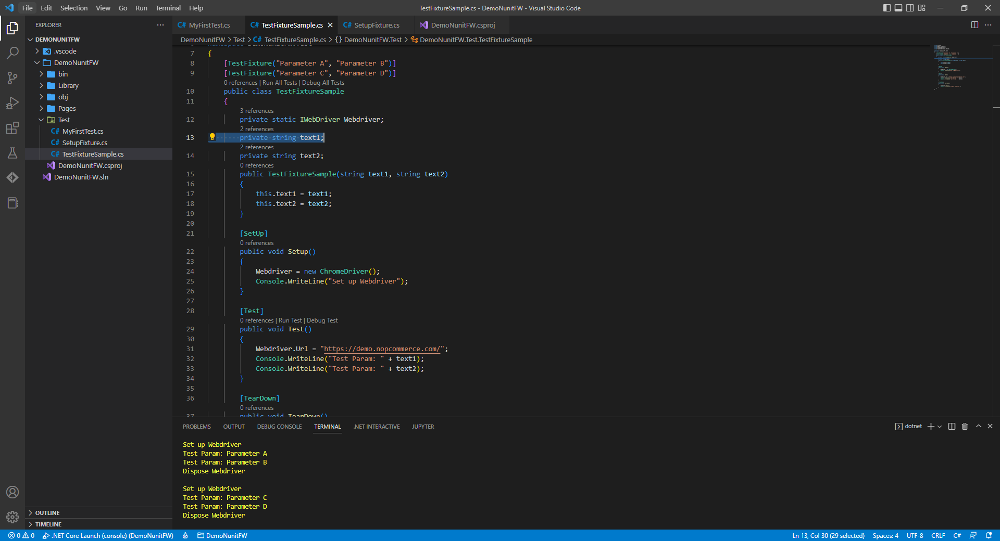 File Edit Selection View Go Run Terminal Help
TestFixtureSample.cs - DemoNunitFW - Visual Studio Code
EXPLORER
DEMONUNITFW
.vscode
DemoNunitFW
bin
Library
obj
Pages
Test
MyFirstTest.cs
SetupFixture.cs
TestFixtureSample.cs
DemoNunitFW.csproj
DemoNunitFW.sln
OUTLINE
TIMELINE
MyFirstTest.cs TestFixtureSample.cs SetupFixture.cs DemoNunitFW.csproj
DemoNunitFW > Test > C# TestFixtureSample.cs > {} DemoNunitFW.Test > DemoNunitFW.Test.TestFixtureSample
7 {
8 [TestFixture("Parameter A", "Parameter B")]
9 [TestFixture("Parameter C", "Parameter D")]
0 references | Run All Tests | Debug All Tests
10 public class TestFixtureSample
11 {
3 references
12 private static IWebDriver Webdriver;
2 references
13 private string text1;
2 references
14 private string text2;
0 references
15 public TestFixtureSample(string text1, string text2)
16 {
17 this.text1 = text1;
18 this.text2 = text2;
19 }
20
21 [SetUp]
0 references
22 public void Setup()
23 {
24 Webdriver = new ChromeDriver();
25 Console.WriteLine("Set up Webdriver");
26 }
27
28 [Test]
0 references | Run Test | Debug Test
29 public void Test()
30 {
31 Webdriver.Url = "https://demo.nopcommerce.com/";
32 Console.WriteLine("Test Param: " + text1);
33 Console.WriteLine("Test Param: " + text2);
34 }
35
36 [TearDown]
0 references
37 public void TearDown()
PROBLEMS OUTPUT DEBUG CONSOLE TERMINAL .NET INTERACTIVE JUPYTER
dotnet
Set up Webdriver
Test Param: Parameter A
Test Param: Parameter B
Dispose Webdriver
Set up Webdriver
Test Param: Parameter C
Test Param: Parameter D
Dispose Webdriver
0 0 .NET Core Launch (console) (DemoNunitFW) DemoNunitFW
Ln 13, Col 30 (29 selected) Spaces: 4 UTF-8 CRLF C#